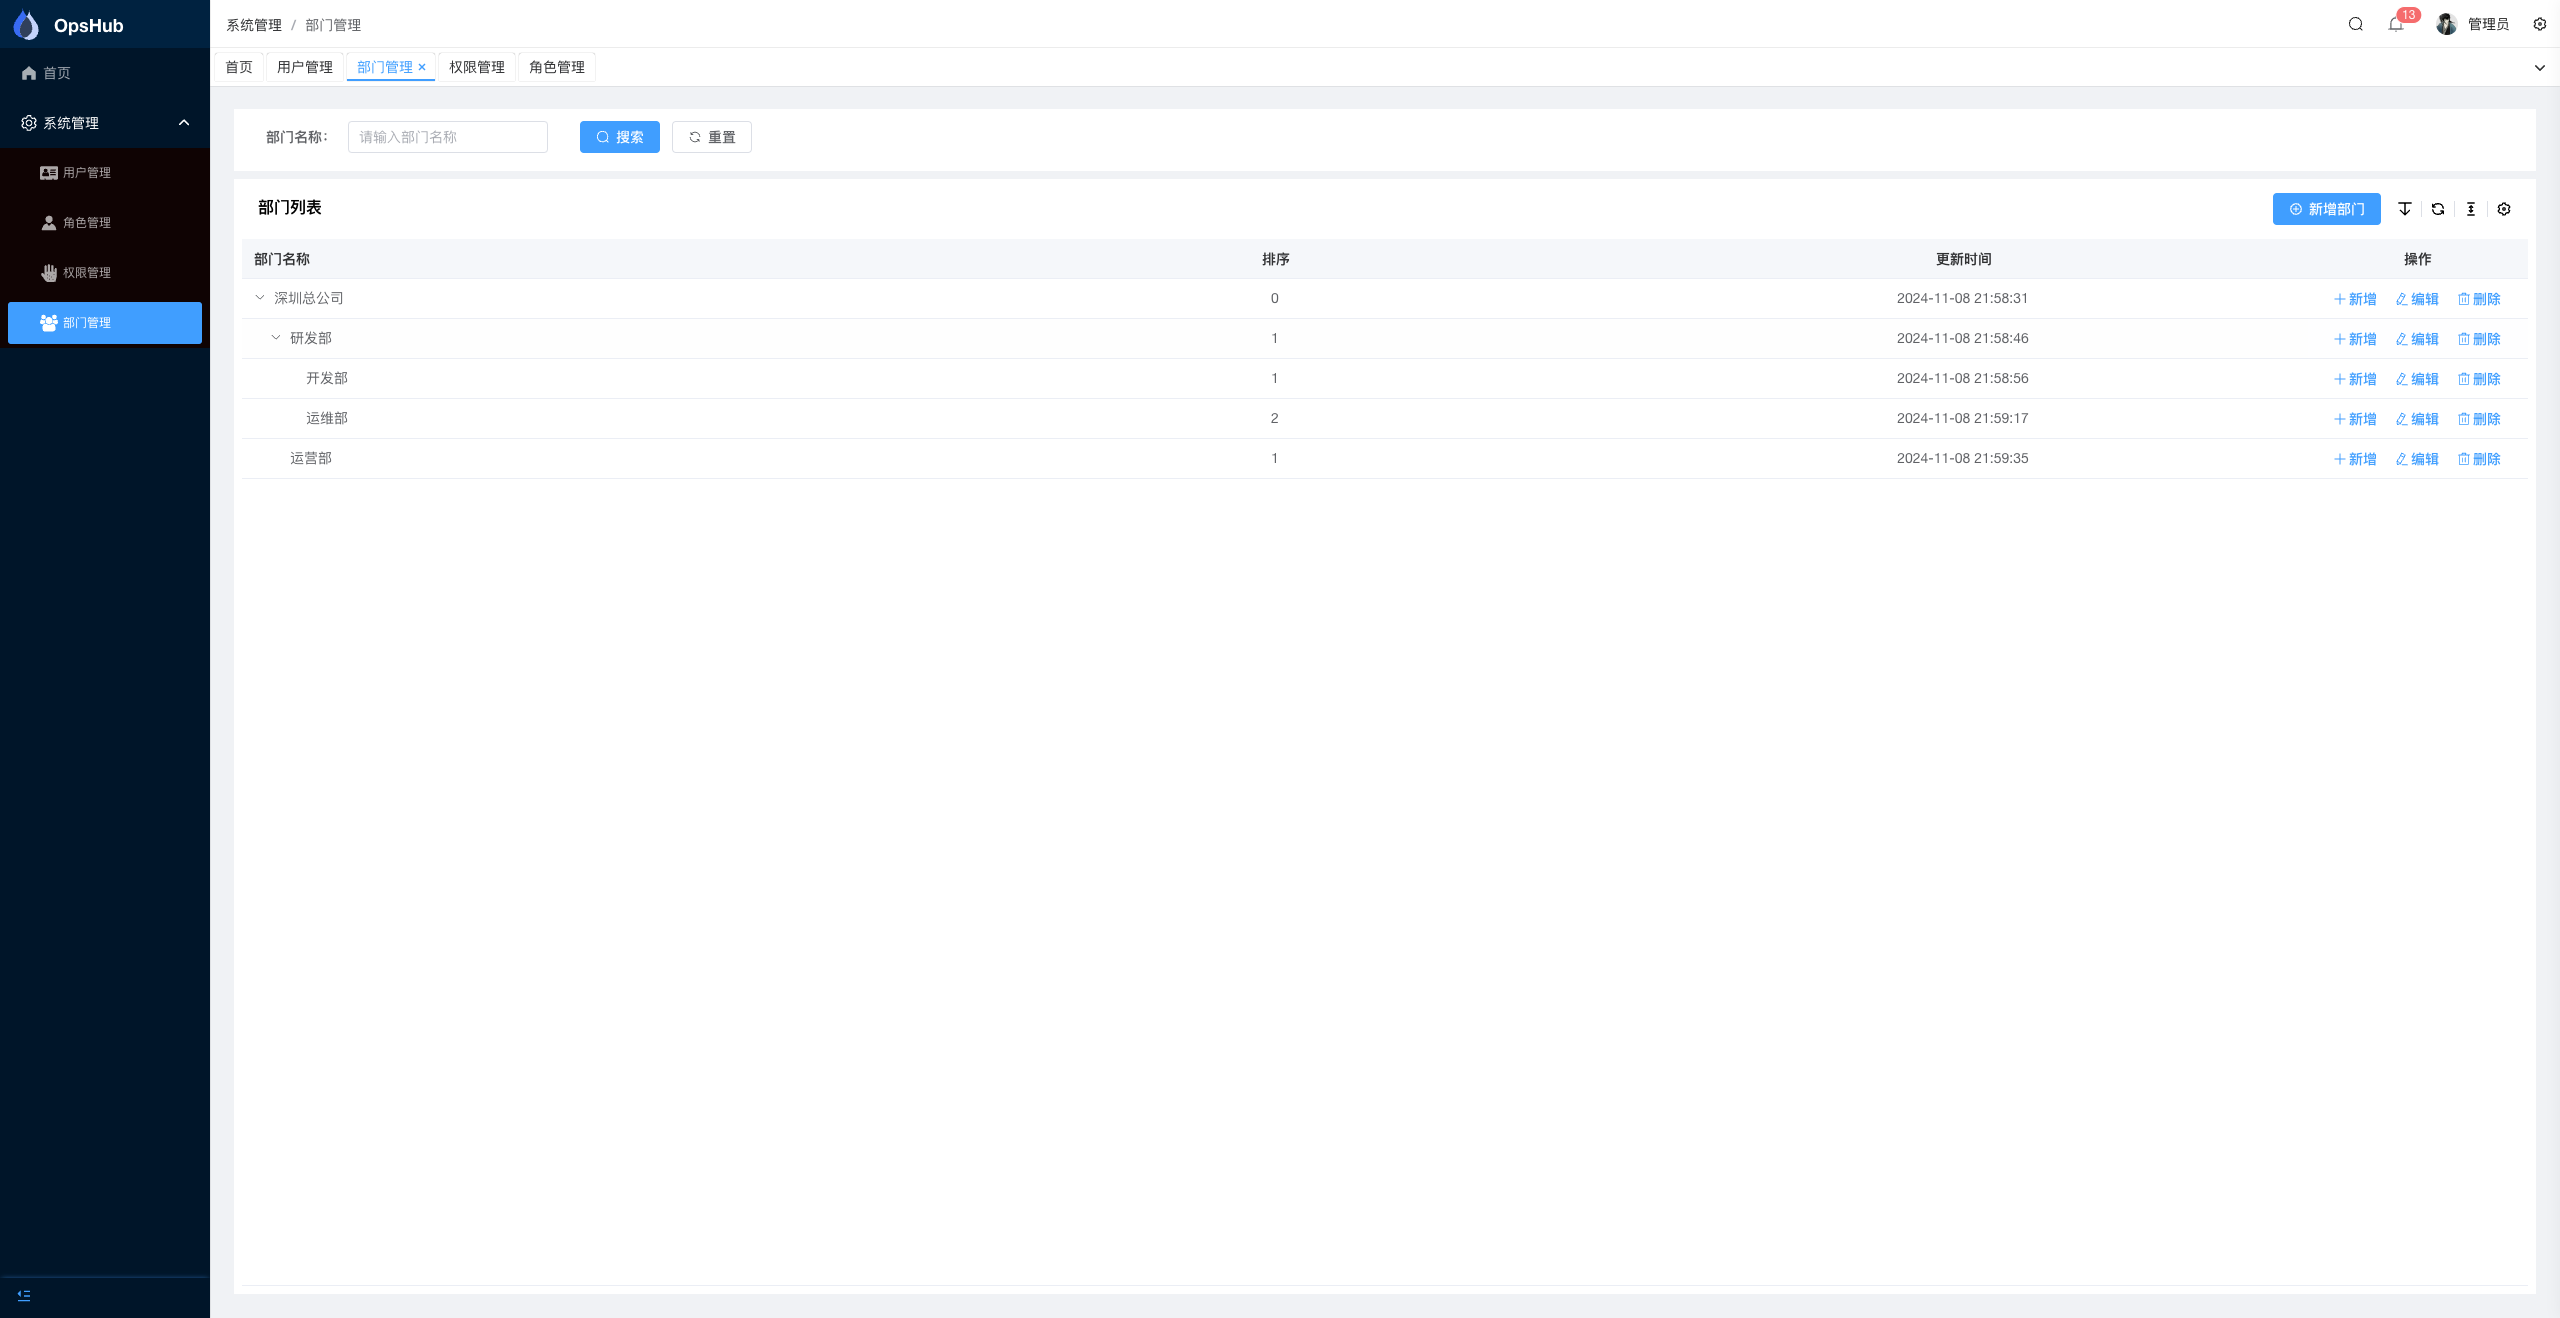 OpsHub
首页
系统管理
用户管理
角色管理
权限管理
部门管理
系统管理 / 部门管理
13
管理员
首页 用户管理 部门管理 × 权限管理 角色管理
部门名称: 请输入部门名称 搜索 重置
部门列表 新增部门
部门名称 排序 更新时间 操作
深圳总公司 0 2024-11-08 21:58:31 新增 编辑 删除
研发部 1 2024-11-08 21:58:46 新增 编辑 删除
开发部 1 2024-11-08 21:58:56 新增 编辑 删除
运维部 2 2024-11-08 21:59:17 新增 编辑 删除
运营部 1 2024-11-08 21:59:35 新增 编辑 删除